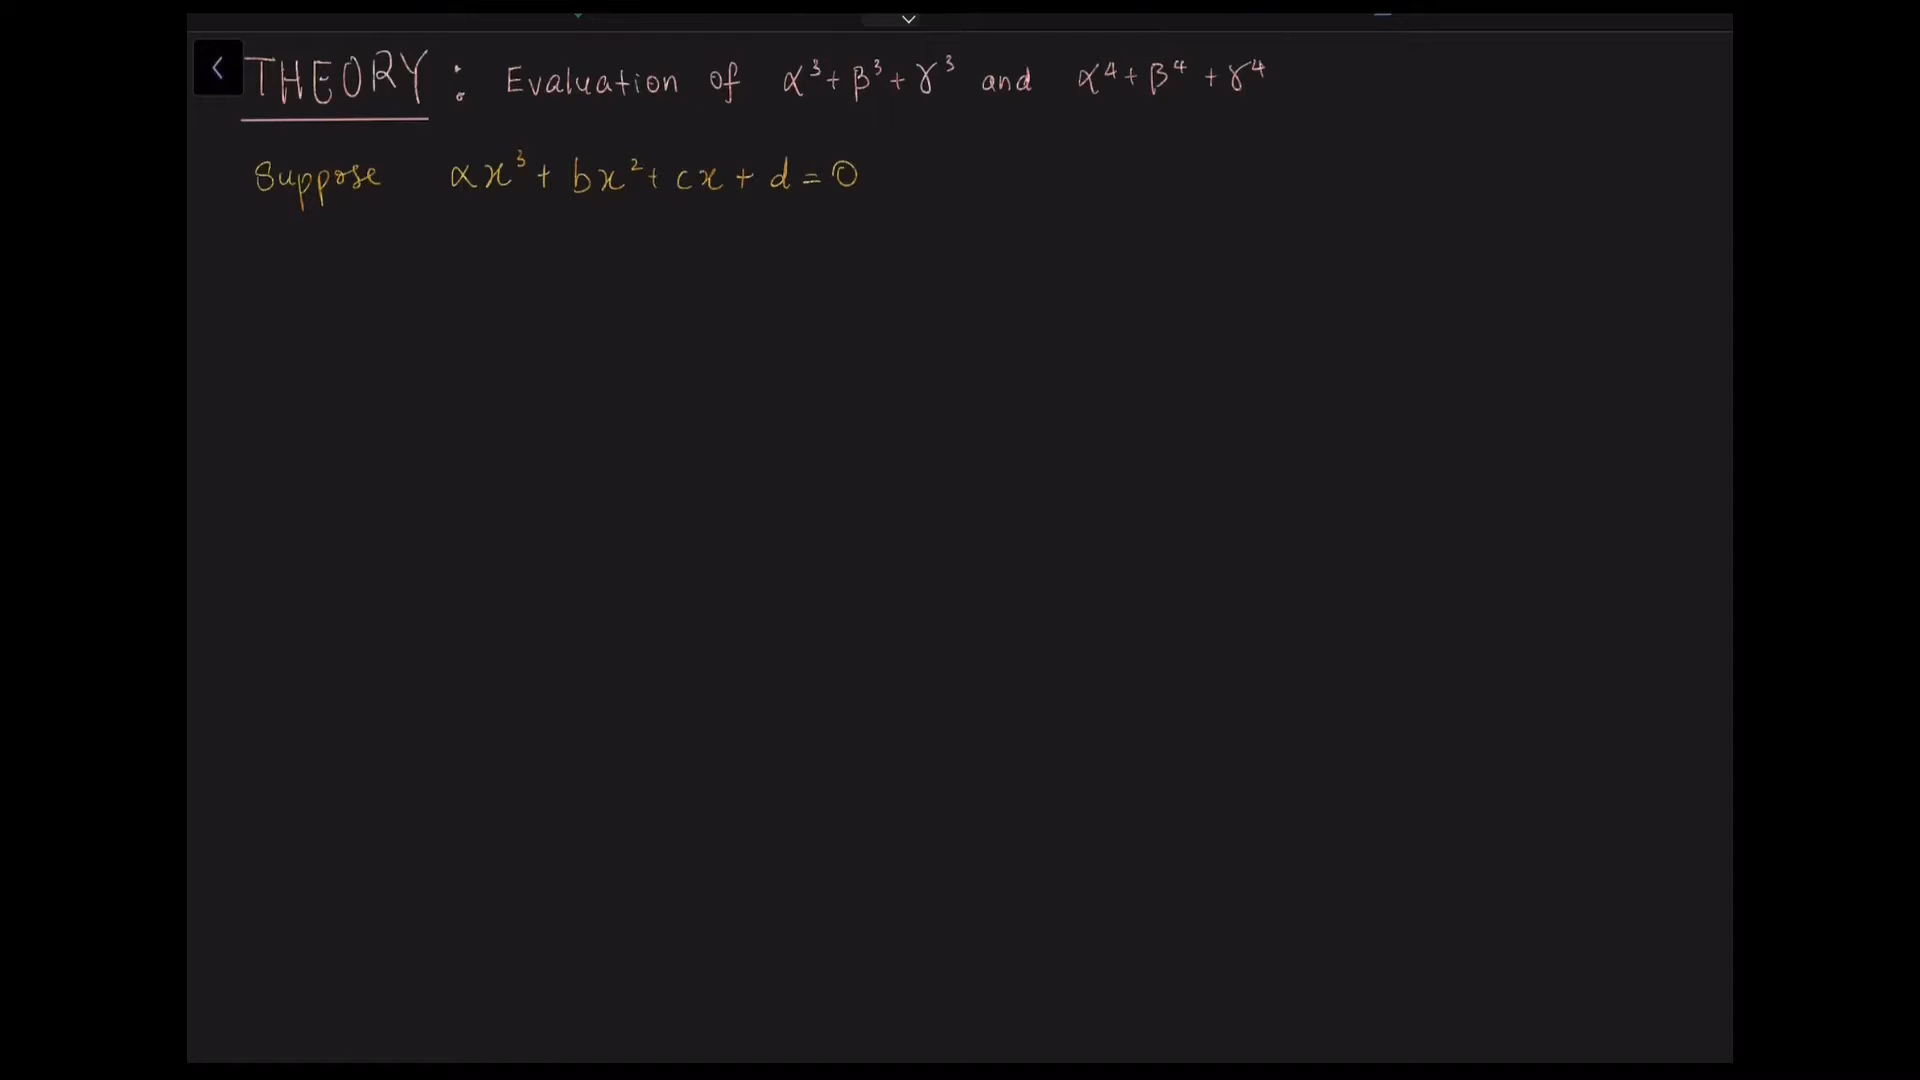 THEORY : Evaluation of α³ + β³ + γ³ and α⁴ + β⁴ + γ⁴
Suppose ax³ + bx² + cx + d = 0